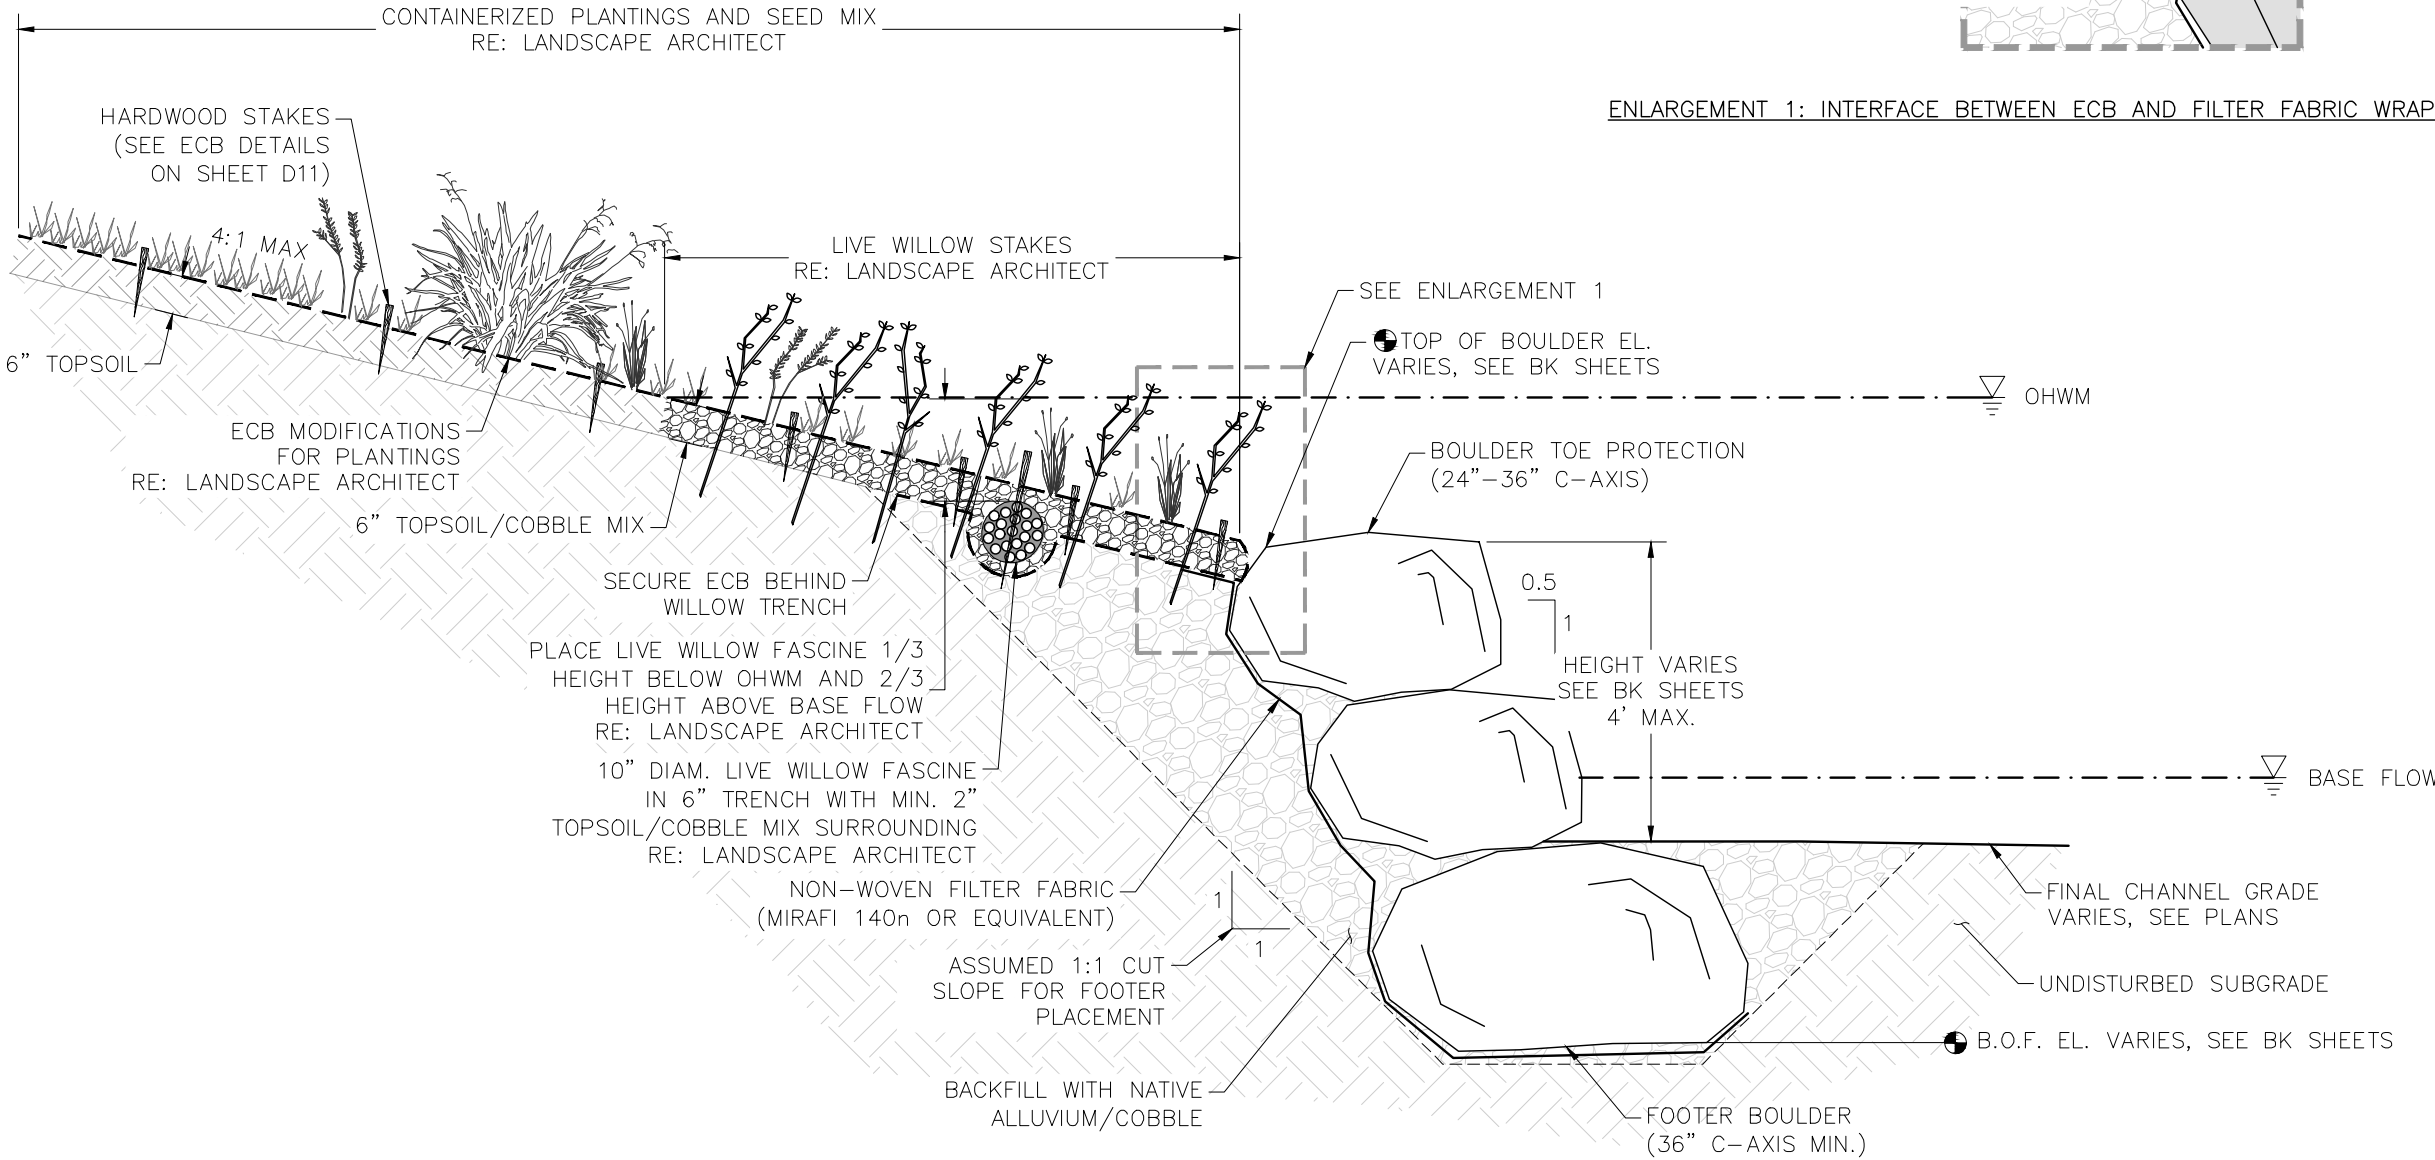 CONTAINERIZED PLANTINGS AND SEED MIX
RE: LANDSCAPE ARCHITECT
ENLARGEMENT 1: INTERFACE BETWEEN ECB AND FILTER FABRIC WRAP
HARDWOOD STAKES
(SEE ECB DETAILS
ON SHEET D11)
4:1 MAX
LIVE WILLOW STAKES
RE: LANDSCAPE ARCHITECT
SEE ENLARGEMENT 1
TOP OF BOULDER EL.
VARIES, SEE BK SHEETS
6" TOPSOIL
OHWM
ECB MODIFICATIONS
FOR PLANTINGS
RE: LANDSCAPE ARCHITECT
BOULDER TOE PROTECTION
(24"-36" C-AXIS)
6" TOPSOIL/COBBLE MIX
SECURE ECB BEHIND
WILLOW TRENCH
0.5
1
PLACE LIVE WILLOW FASCINE 1/3
HEIGHT BELOW OHWM AND 2/3
HEIGHT ABOVE BASE FLOW
RE: LANDSCAPE ARCHITECT
HEIGHT VARIES
SEE BK SHEETS
4' MAX.
10" DIAM. LIVE WILLOW FASCINE
IN 6" TRENCH WITH MIN. 2"
TOPSOIL/COBBLE MIX SURROUNDING
RE: LANDSCAPE ARCHITECT
BASE FLOW
NON-WOVEN FILTER FABRIC
(MIRAFI 140n OR EQUIVALENT)
1
1
FINAL CHANNEL GRADE
VARIES, SEE PLANS
ASSUMED 1:1 CUT
SLOPE FOR FOOTER
PLACEMENT
UNDISTURBED SUBGRADE
B.O.F. EL. VARIES, SEE BK SHEETS
BACKFILL WITH NATIVE
ALLUVIUM/COBBLE
FOOTER BOULDER
(36" C-AXIS MIN.)